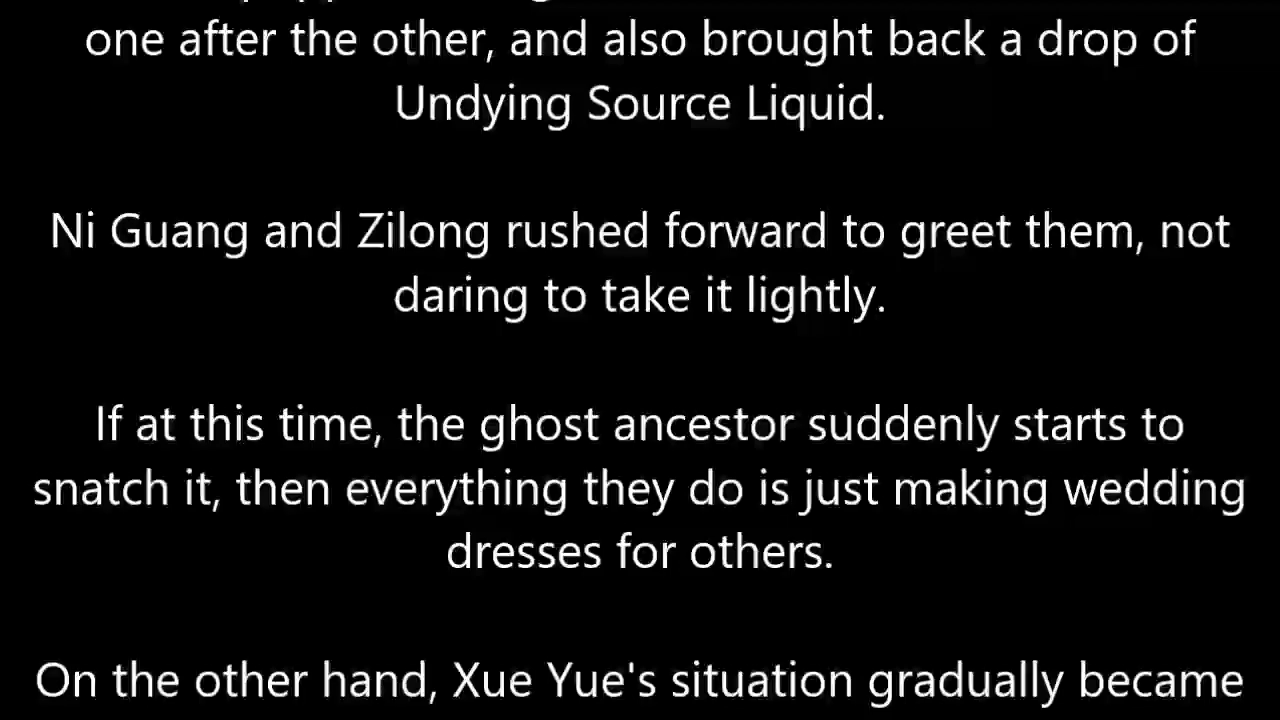 one after the other, and also brought back a drop of
Undying Source Liquid.
Ni Guang and Zilong rushed forward to greet them, not
daring to take it lightly.
If at this time, the ghost ancestor suddenly starts to
snatch it, then everything they do is just making wedding
dresses for others.
On the other hand, Xue Yue's situation gradually became